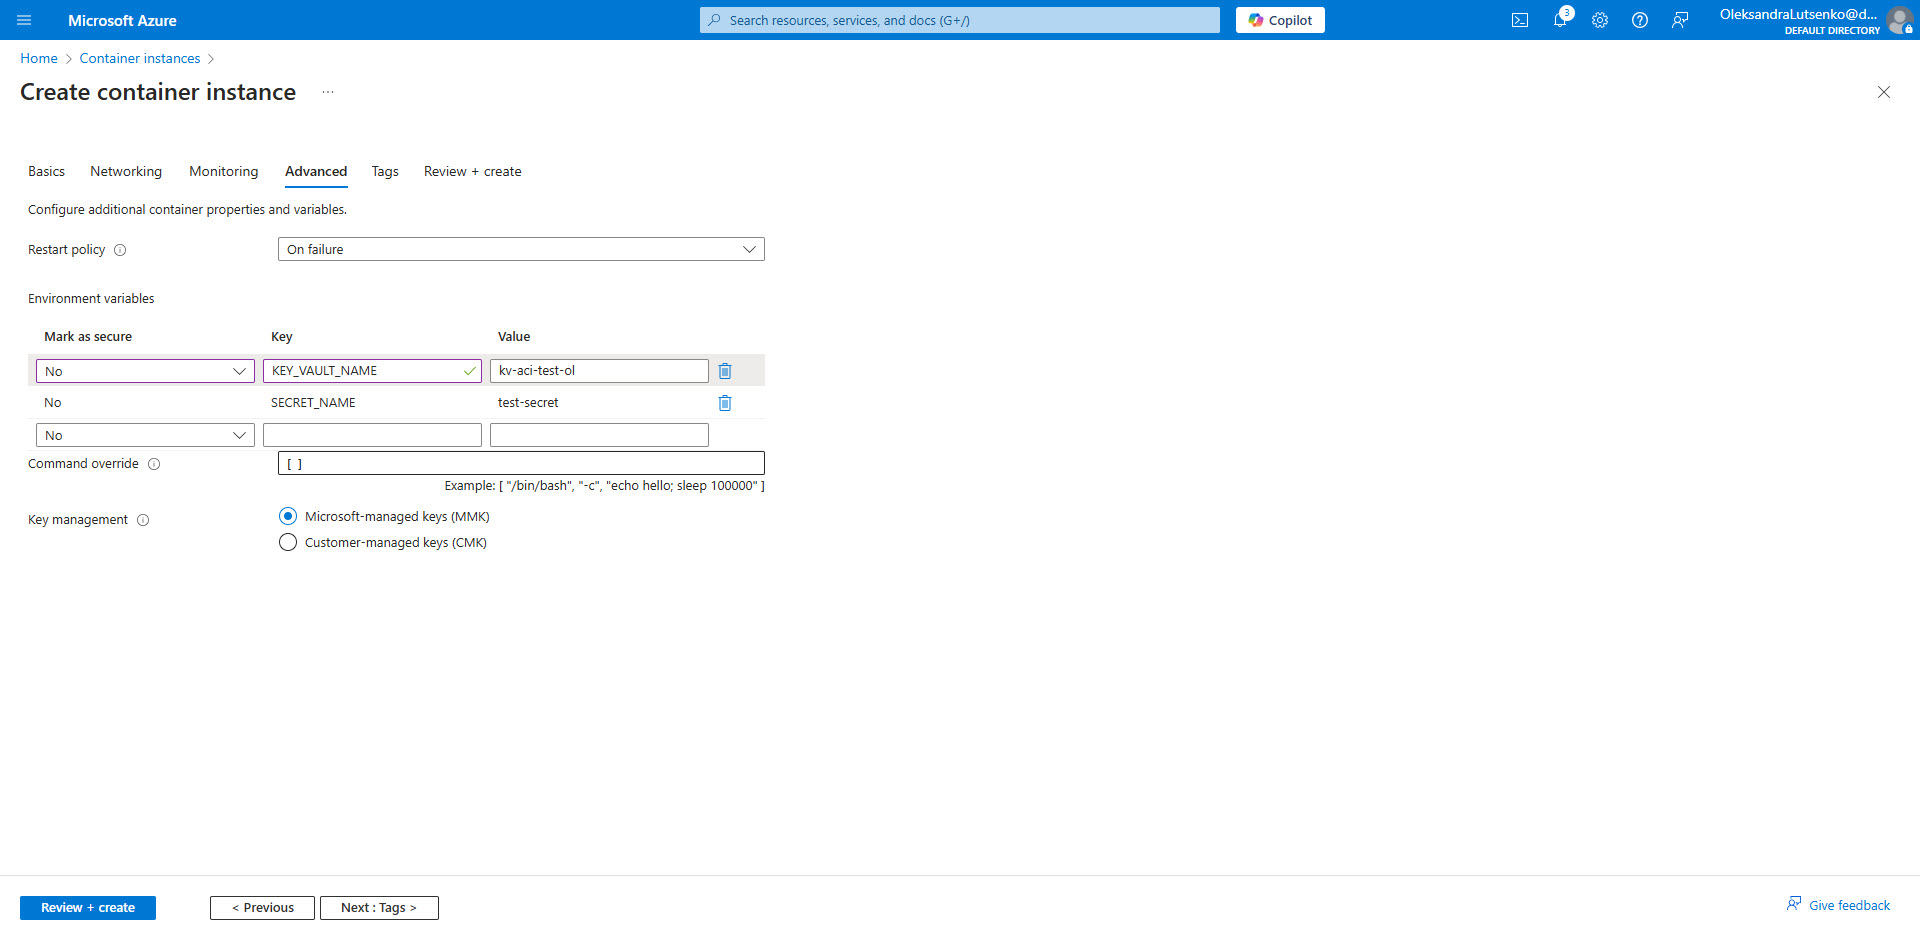 Microsoft Azure
Search resources, services, and docs (G+/)
Copilot
3
OleksandraLutsenko@d...
DEFAULT DIRECTORY
Home > Container instances >
Create container instance ...
Basics Networking Monitoring Advanced Tags Review + create
Configure additional container properties and variables.
Restart policy On failure
Environment variables
Mark as secure Key Value
No KEY_VAULT_NAME kv-aci-test-ol
No SECRET_NAME test-secret
No
Command override [ ]
Example: [ "/bin/bash", "-c", "echo hello; sleep 100000" ]
Key management Microsoft-managed keys (MMK)
Customer-managed keys (CMK)
Review + create < Previous Next : Tags > Give feedback